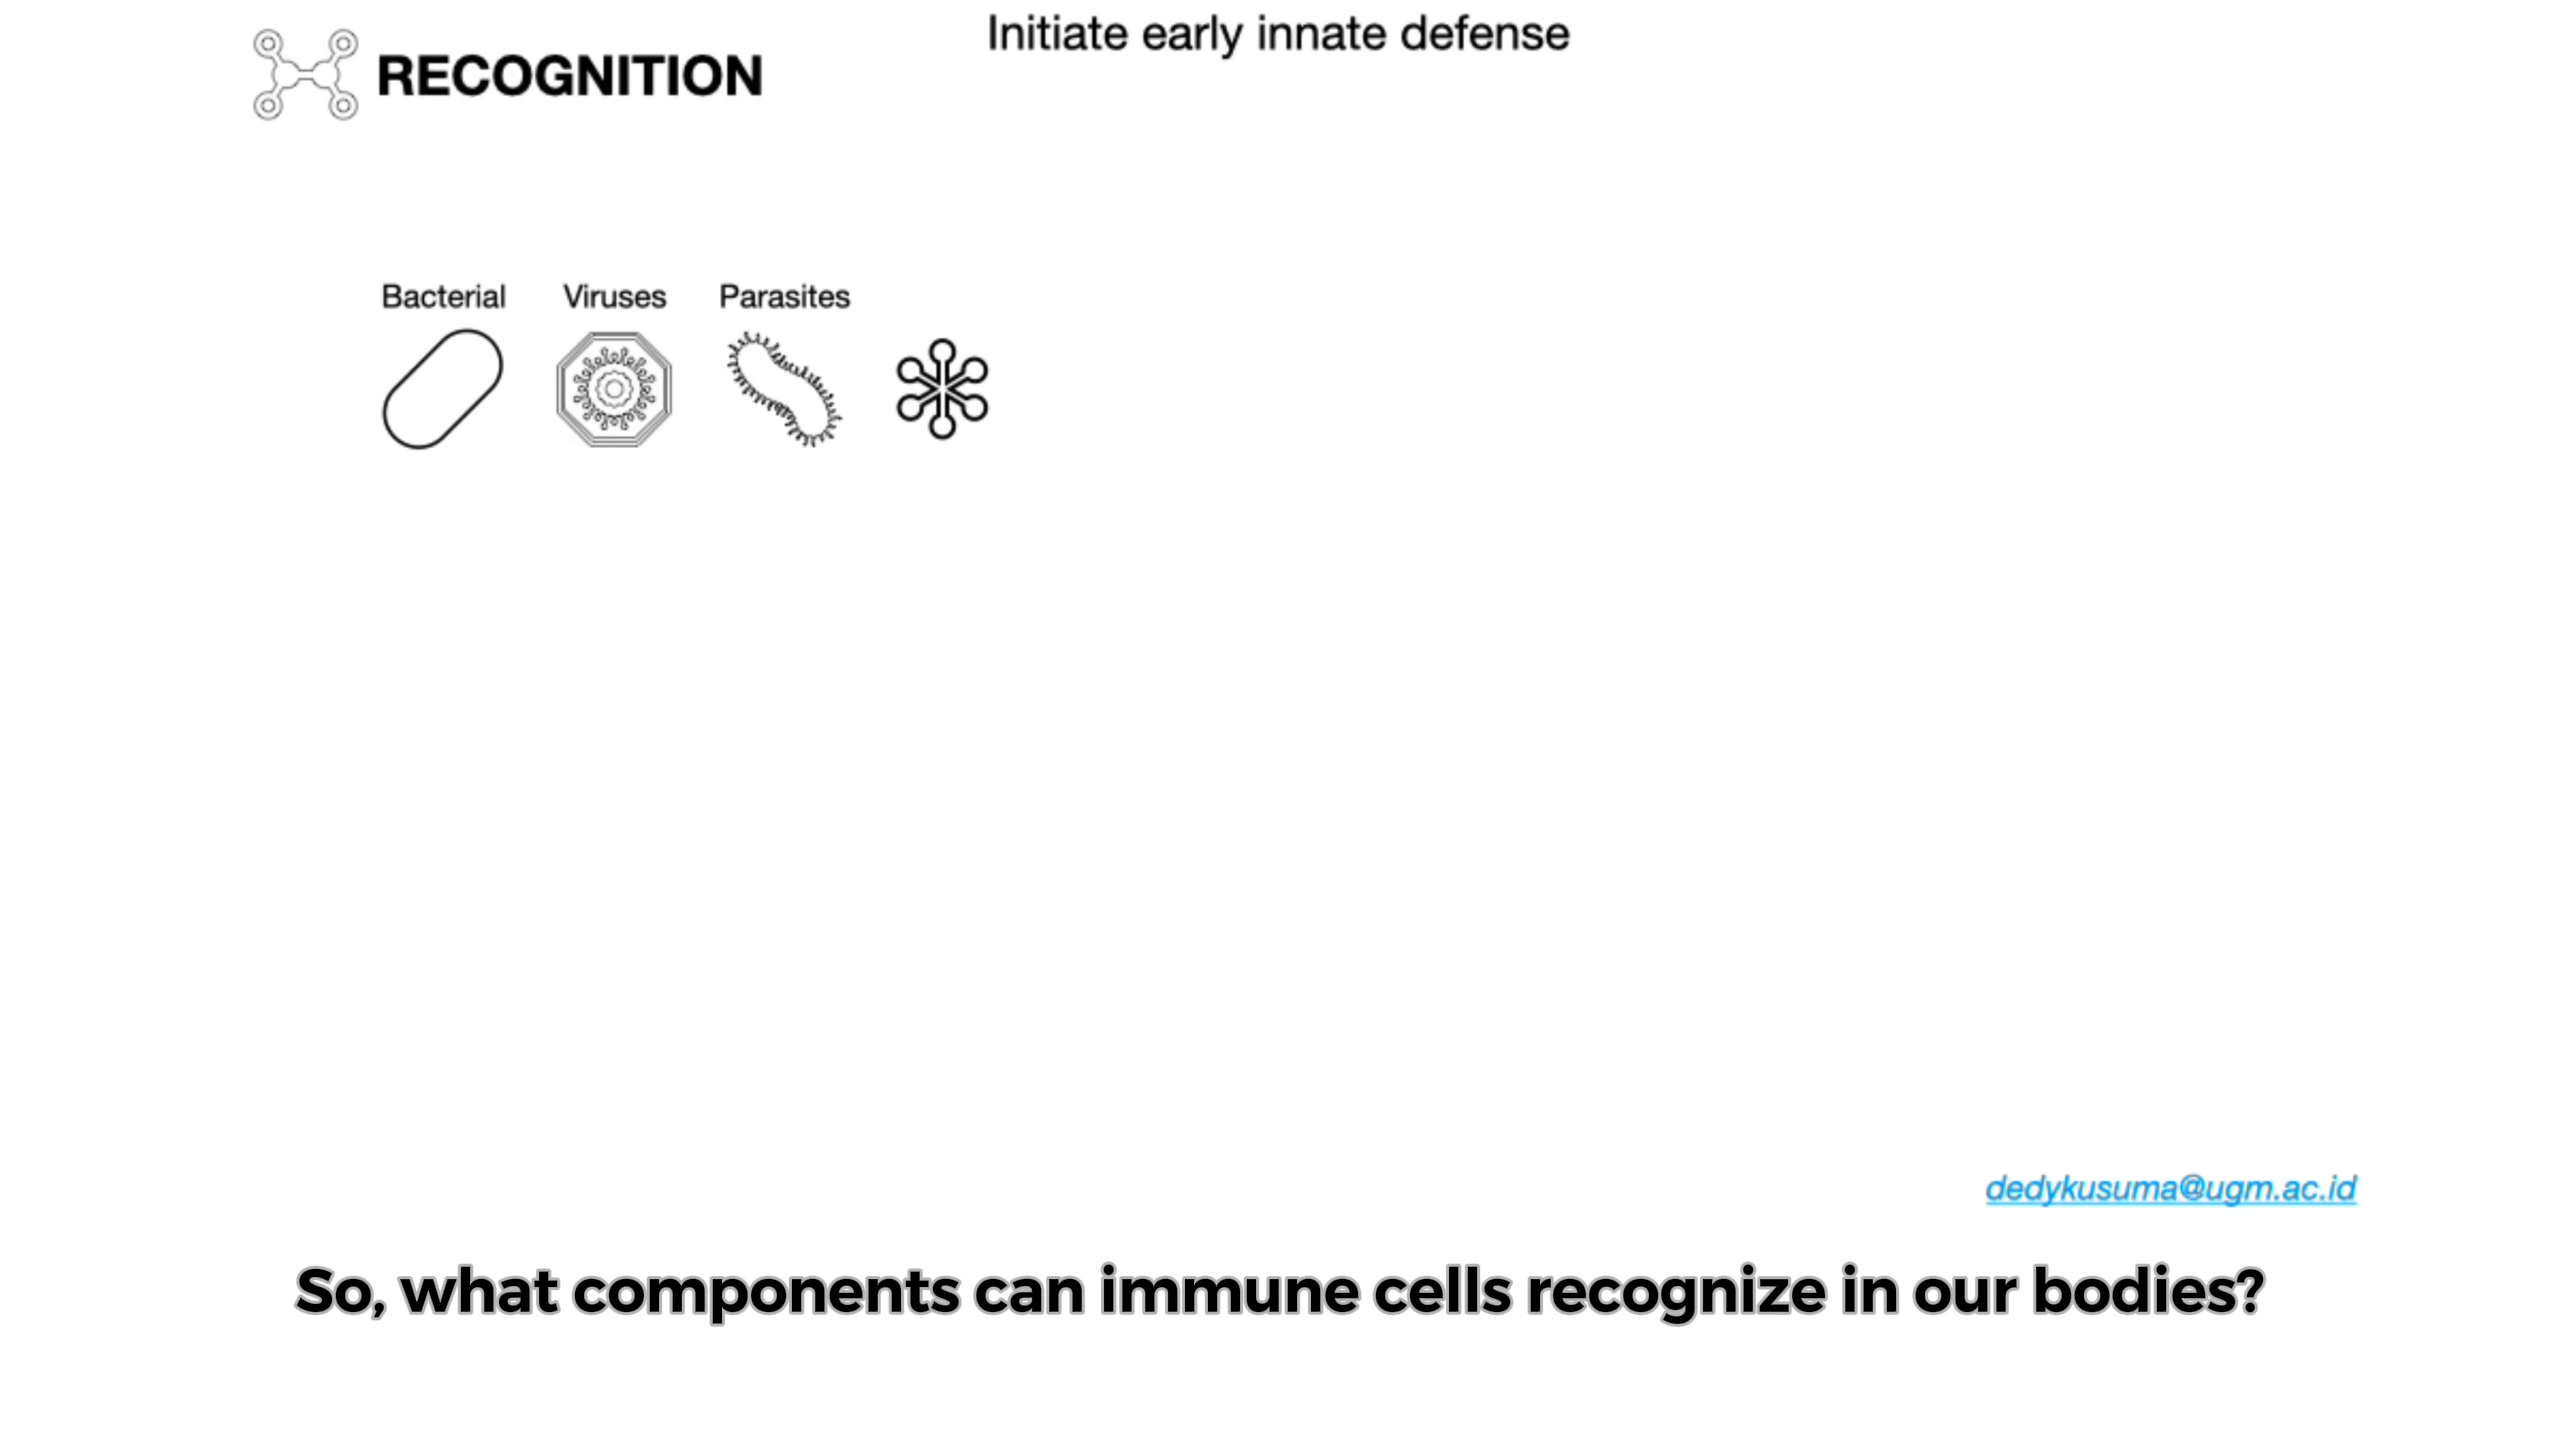 Initiate early innate defense
RECOGNITION
Bacterial Viruses Parasites
dedykusuma@ugm.ac.id
So, what components can immune cells recognize in our bodies?